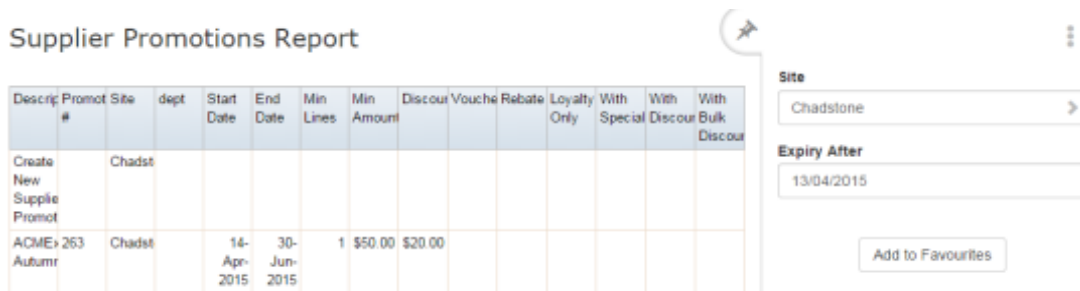 Supplier Promotions Report
Descrip Promot Site dept Start End Min Min Discour Vouche Rebate Loyalty With With With
# Date Date Lines Amount Only Special Discour Bulk
Discour
Create Chadst
New
Supplie
Promot
ACMEx 263 Chadst 14- 30- 1 $50.00 $20.00
Autumn Apr- Jun-
2015 2015
Site
Chadstone
Expiry After
13/04/2015
Add to Favourites